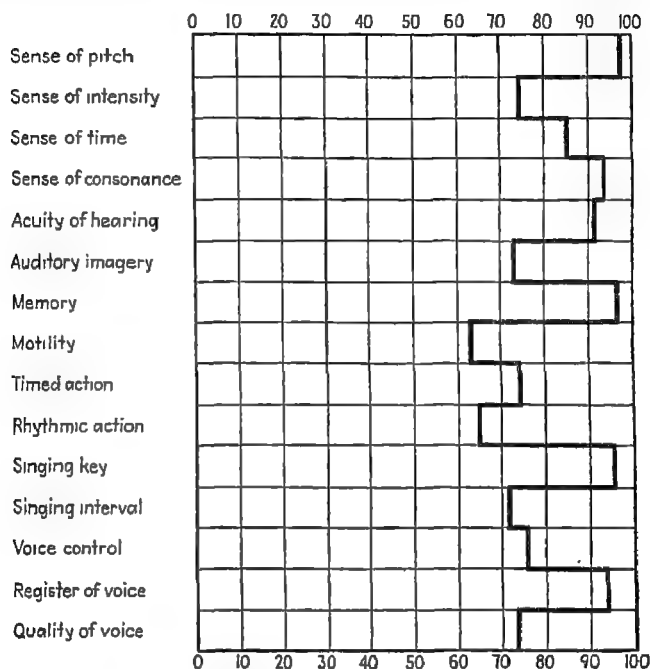 0 10 20 30 40 50 60 70 80 90 100
Sense of pitch
Sense of intensity
Sense of time
Sense of consonance
Acuity of hearing
Auditory imagery
Memory
Motility
Timed action
Rhythmic action
Singing key
Singing interval
Voice control
Register of voice
Quality of voice
0 10 20 30 40 50 60 70 80 90 100